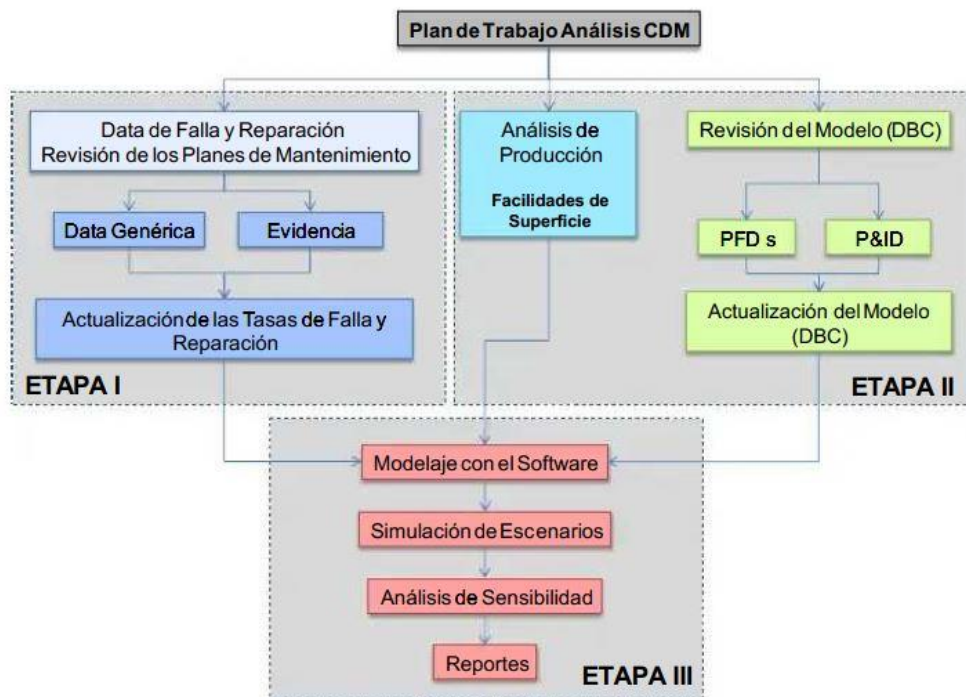 Plan de Trabajo Análisis CDM
Data de Falla y Reparación
Revisión de los Planes de Mantenimiento
Data Genérica
Evidencia
Actualización de las Tasas de Falla y
Reparación
ETAPA I
Análisis de
Producción
Facilidades de
Superficie
Revisión del Modelo (DBC)
PFD s
P&ID
Actualización del Modelo
(DBC)
ETAPA II
Modelaje con el Software
Simulación de Escenarios
Análisis de Sensibilidad
Reportes
ETAPA III